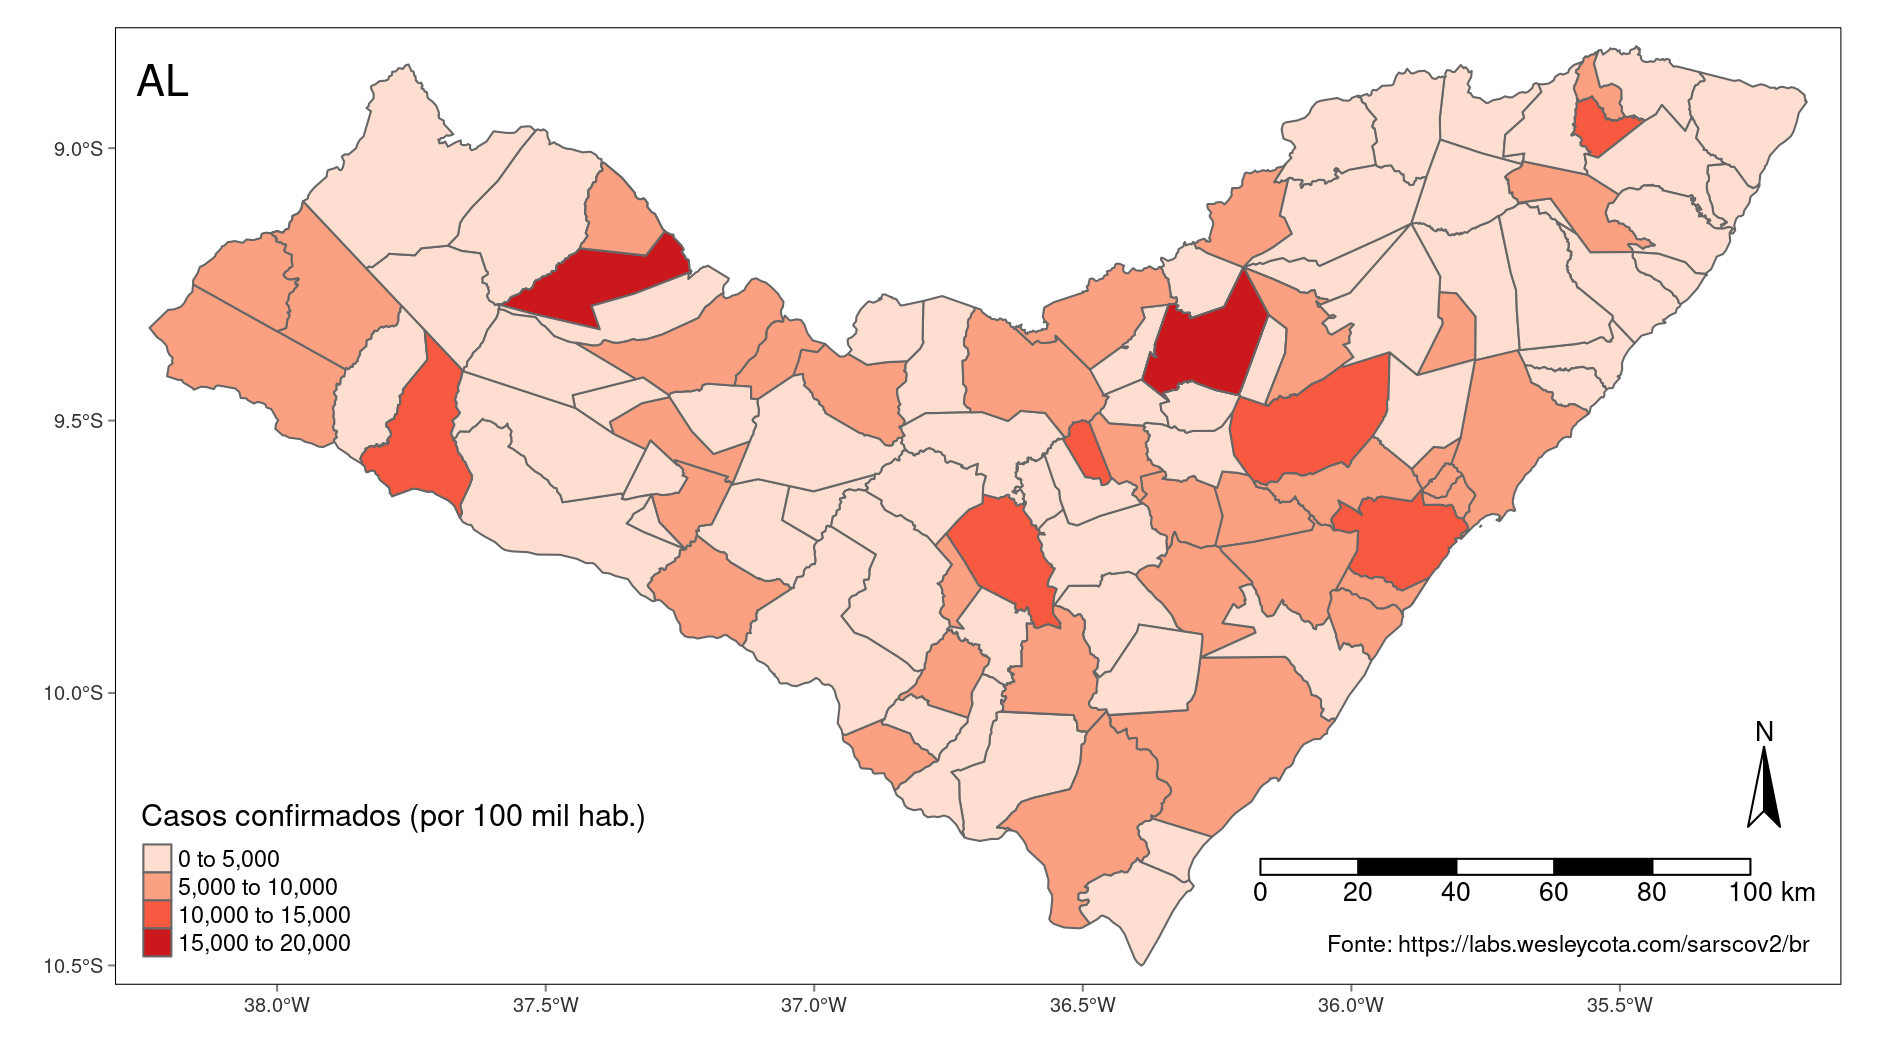 AL
9.0°S
9.5°S
10.0°S
10.5°S
38.0°W
37.5°W
37.0°W
36.5°W
36.0°W
35.5°W
Casos confirmados (por 100 mil hab.)
0 to 5,000
5,000 to 10,000
10,000 to 15,000
15,000 to 20,000
N
0 20 40 60 80 100 km
Fonte: https://labs.wesleycota.com/sarscov2/br